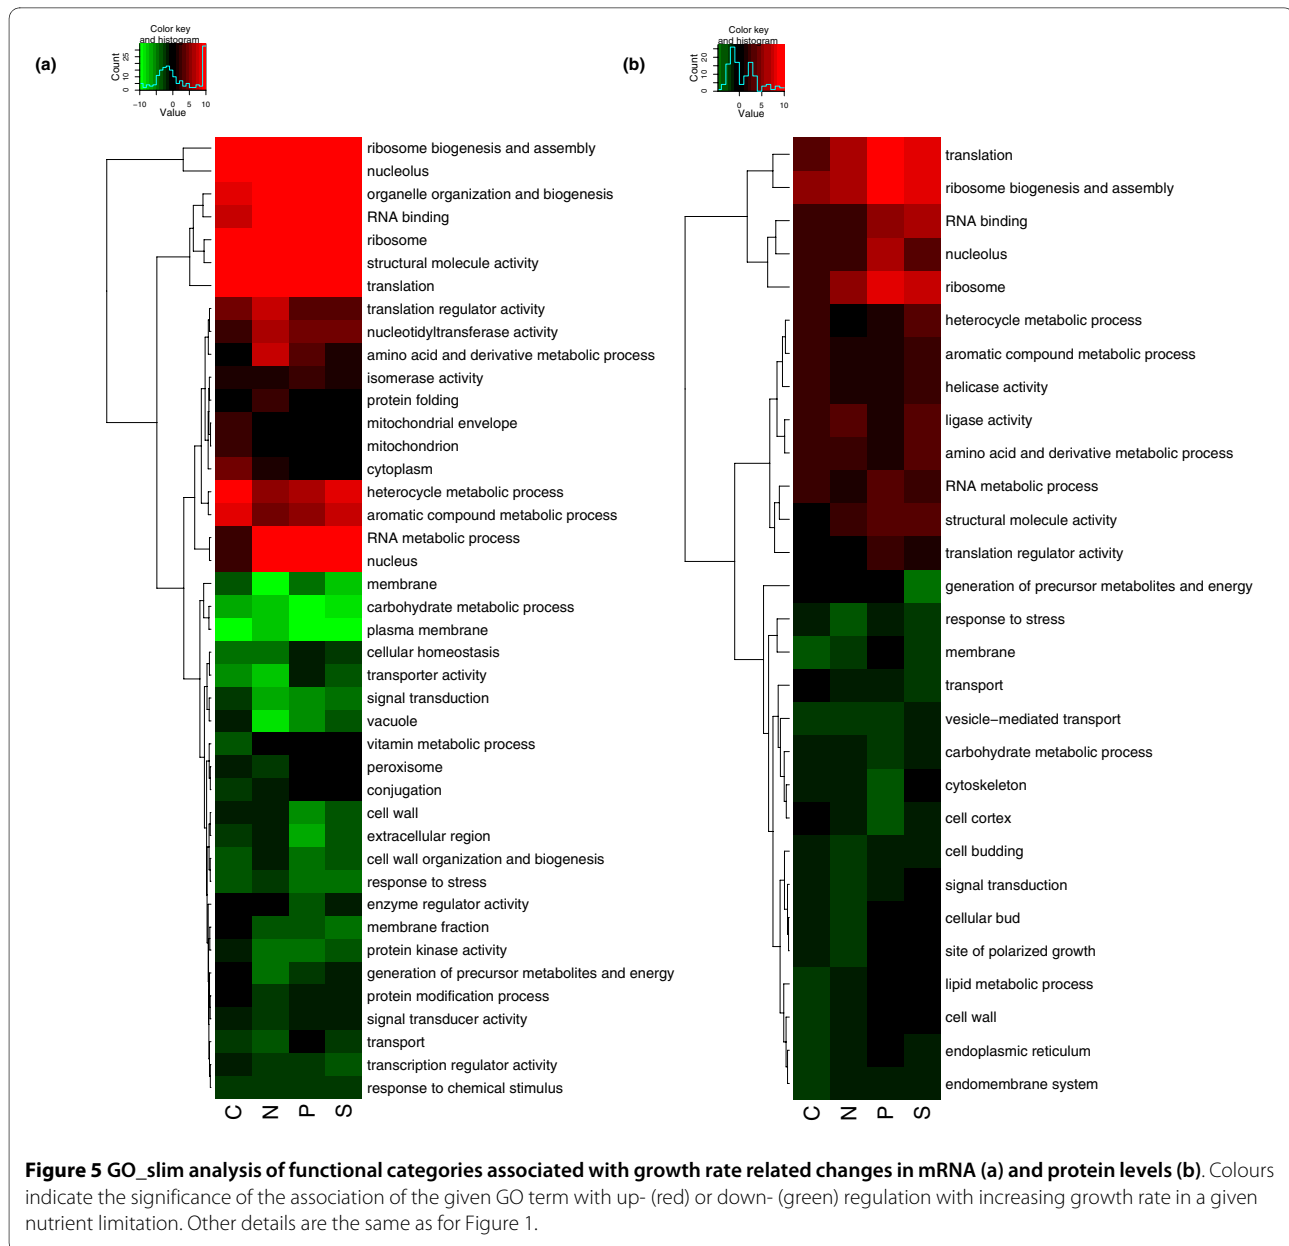 (a)
Color key
and histogram
Count
0 5 15 25
−10 −5 0 5 10
Value
ribosome biogenesis and assembly
nucleolus
organelle organization and biogenesis
RNA binding
ribosome
structural molecule activity
translation
translation regulator activity
nucleotidyltransferase activity
amino acid and derivative metabolic process
isomerase activity
protein folding
mitochondrial envelope
mitochondrion
cytoplasm
heterocycle metabolic process
aromatic compound metabolic process
RNA metabolic process
nucleus
membrane
carbohydrate metabolic process
plasma membrane
cellular homeostasis
transporter activity
signal transduction
vacuole
vitamin metabolic process
peroxisome
conjugation
cell wall
extracellular region
cell wall organization and biogenesis
response to stress
enzyme regulator activity
membrane fraction
protein kinase activity
generation of precursor metabolites and energy
protein modification process
signal transducer activity
transport
transcription regulator activity
response to chemical stimulus
C N P S
(b)
Color key
and histogram
Count
0 10 20
0 5 10
Value
translation
ribosome biogenesis and assembly
RNA binding
nucleolus
ribosome
heterocycle metabolic process
aromatic compound metabolic process
helicase activity
ligase activity
amino acid and derivative metabolic process
RNA metabolic process
structural molecule activity
translation regulator activity
generation of precursor metabolites and energy
response to stress
membrane
transport
vesicle−mediated transport
carbohydrate metabolic process
cytoskeleton
cell cortex
cell budding
signal transduction
cellular bud
site of polarized growth
lipid metabolic process
cell wall
endoplasmic reticulum
endomembrane system
C N P S
Figure 5 GO_slim analysis of functional categories associated with growth rate related changes in mRNA (a) and protein levels (b). Colours
indicate the significance of the association of the given GO term with up- (red) or down- (green) regulation with increasing growth rate in a given
nutrient limitation. Other details are the same as for Figure 1.